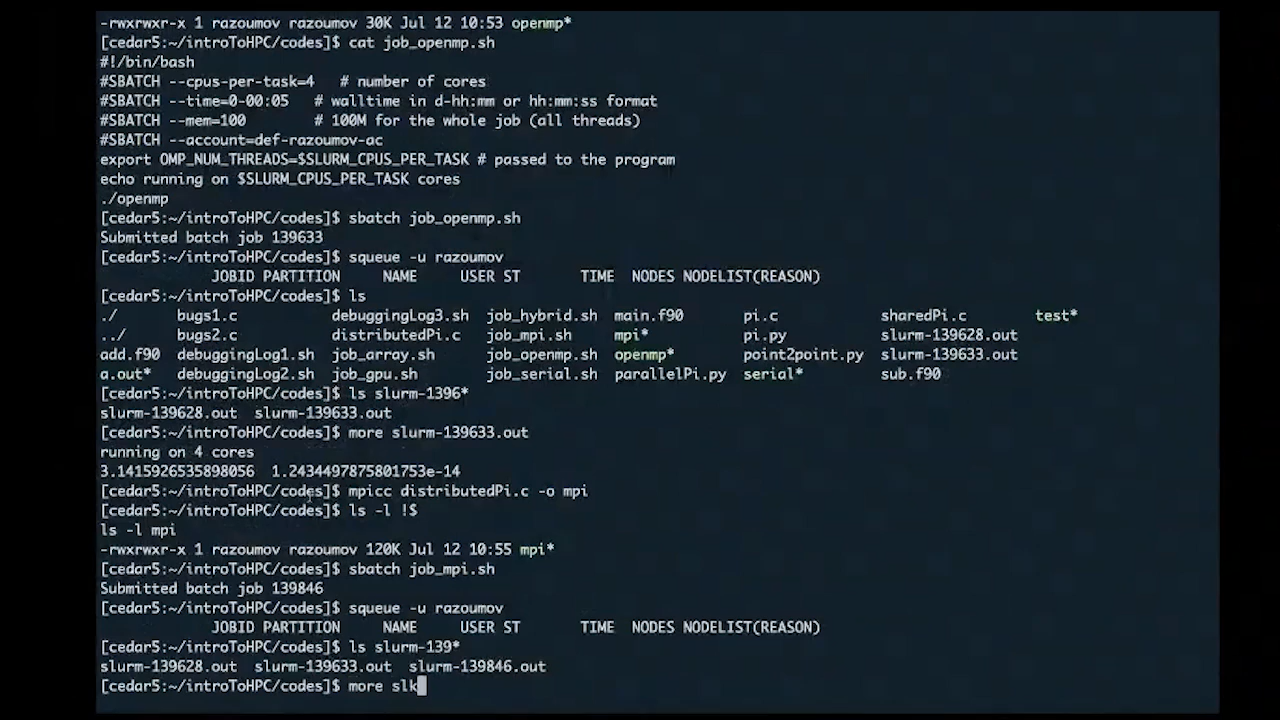 -rwxrwxr-x 1 razoumov razoumov 30K Jul 12 10:53 openmp*
[cedar5:~/introToHPC/codes]$ cat job_openmp.sh
#!/bin/bash
#SBATCH --cpus-per-task=4   # number of cores
#SBATCH --time=0-00:05   # walltime in d-hh:mm or hh:mm:ss format
#SBATCH --mem=100        # 100M for the whole job (all threads)
#SBATCH --account=def-razoumov-ac
export OMP_NUM_THREADS=$SLURM_CPUS_PER_TASK # passed to the program
echo running on $SLURM_CPUS_PER_TASK cores
./openmp
[cedar5:~/introToHPC/codes]$ sbatch job_openmp.sh
Submitted batch job 139633
[cedar5:~/introToHPC/codes]$ squeue -u razoumov
             JOBID PARTITION     NAME     USER ST       TIME  NODES NODELIST(REASON)
[cedar5:~/introToHPC/codes]$ ls
./       bugs1.c           debuggingLog3.sh  job_hybrid.sh  main.f90       pi.c            sharedPi.c        test*
../      bugs2.c           distributedPi.c   job_mpi.sh     mpi*           pi.py           slurm-139628.out
add.f90  debuggingLog1.sh  job_array.sh      job_openmp.sh  openmp*        point2point.py  slurm-139633.out
a.out*   debuggingLog2.sh  job_gpu.sh        job_serial.sh  parallelPi.py  serial*         sub.f90
[cedar5:~/introToHPC/codes]$ ls slurm-1396*
slurm-139628.out  slurm-139633.out
[cedar5:~/introToHPC/codes]$ more slurm-139633.out
running on 4 cores
3.1415926535898056  1.2434497875801753e-14
[cedar5:~/introToHPC/codes]$ mpicc distributedPi.c -o mpi
[cedar5:~/introToHPC/codes]$ ls -l !$
ls -l mpi
-rwxrwxr-x 1 razoumov razoumov 120K Jul 12 10:55 mpi*
[cedar5:~/introToHPC/codes]$ sbatch job_mpi.sh
Submitted batch job 139846
[cedar5:~/introToHPC/codes]$ squeue -u razoumov
             JOBID PARTITION     NAME     USER ST       TIME  NODES NODELIST(REASON)
[cedar5:~/introToHPC/codes]$ ls slurm-139*
slurm-139628.out  slurm-139633.out  slurm-139846.out
[cedar5:~/introToHPC/codes]$ more slk